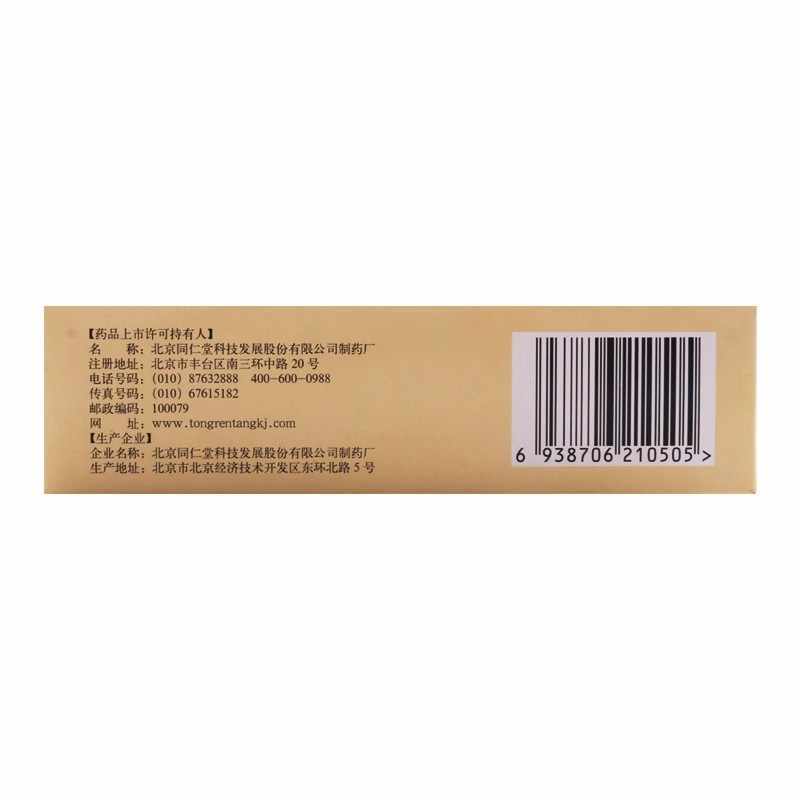 【药品上市许可持有人】
名　　称：北京同仁堂科技发展股份有限公司制药厂
注册地址：北京市丰台区南三环中路 20 号
电话号码：(010) 87632888　400-600-0988
传真号码：(010) 67615182
邮政编码：100079
网　　址：www.tongrentangkj.com
【生产企业】
企业名称：北京同仁堂科技发展股份有限公司制药厂
生产地址：北京市北京经济技术开发区东环北路 5 号
6 938706 210505 >